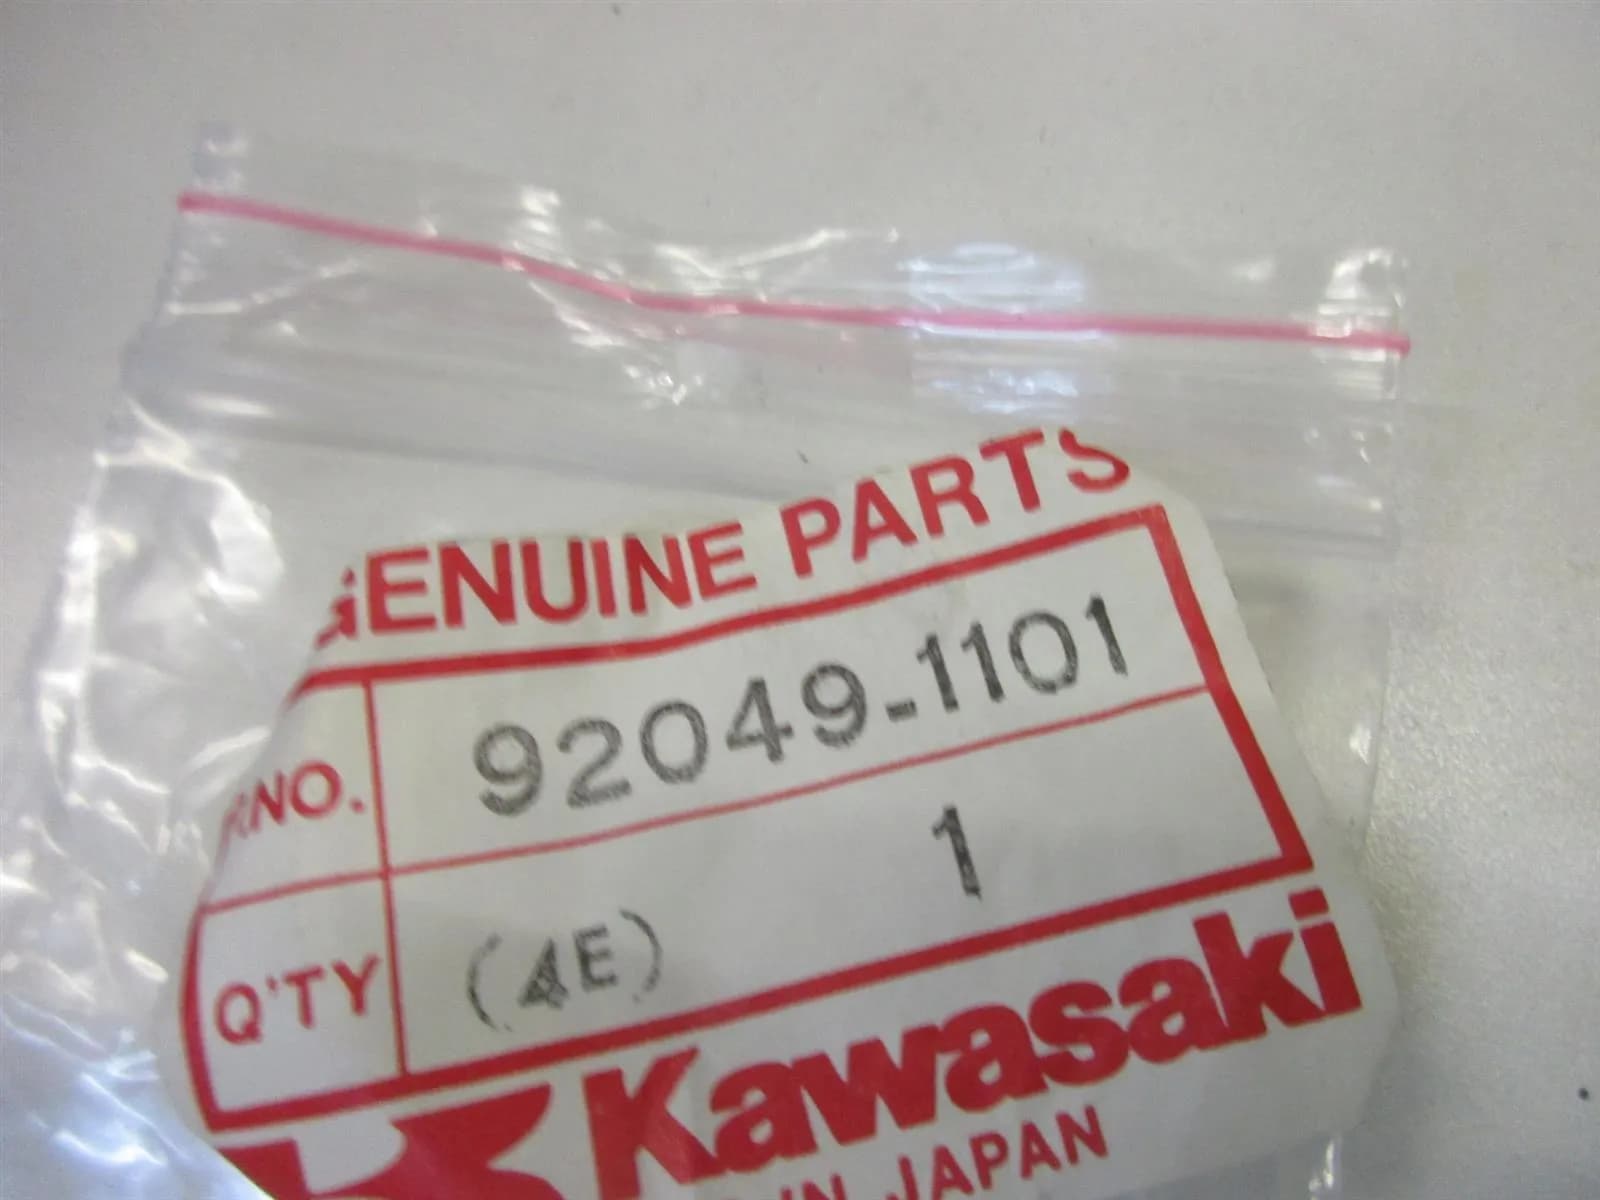 GENUINE PARTS
NO. 92049-1101
Q'TY (4E) 1
Kawasaki
IN JAPAN